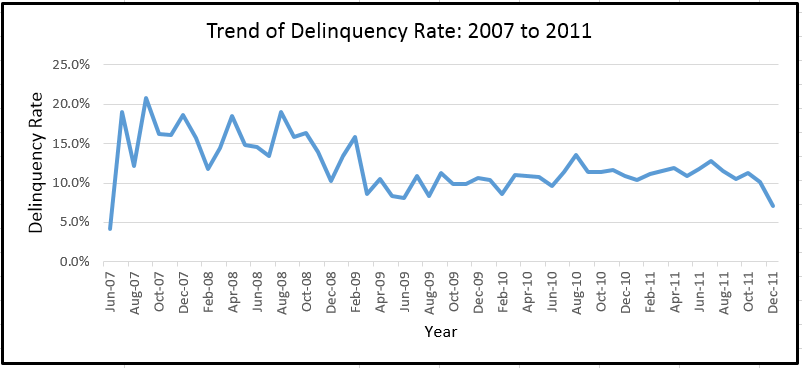 Trend of Delinquency Rate: 2007 to 2011
25.0%
20.0%
15.0%
10.0%
5.0%
0.0%
Delinquency Rate
Jun-07
Aug-07
Oct-07
Dec-07
Feb-08
Apr-08
Jun-08
Aug-08
Oct-08
Dec-08
Feb-09
Apr-09
Jun-09
Aug-09
Oct-09
Dec-09
Feb-10
Apr-10
Jun-10
Aug-10
Oct-10
Dec-10
Feb-11
Apr-11
Jun-11
Aug-11
Oct-11
Dec-11
Year